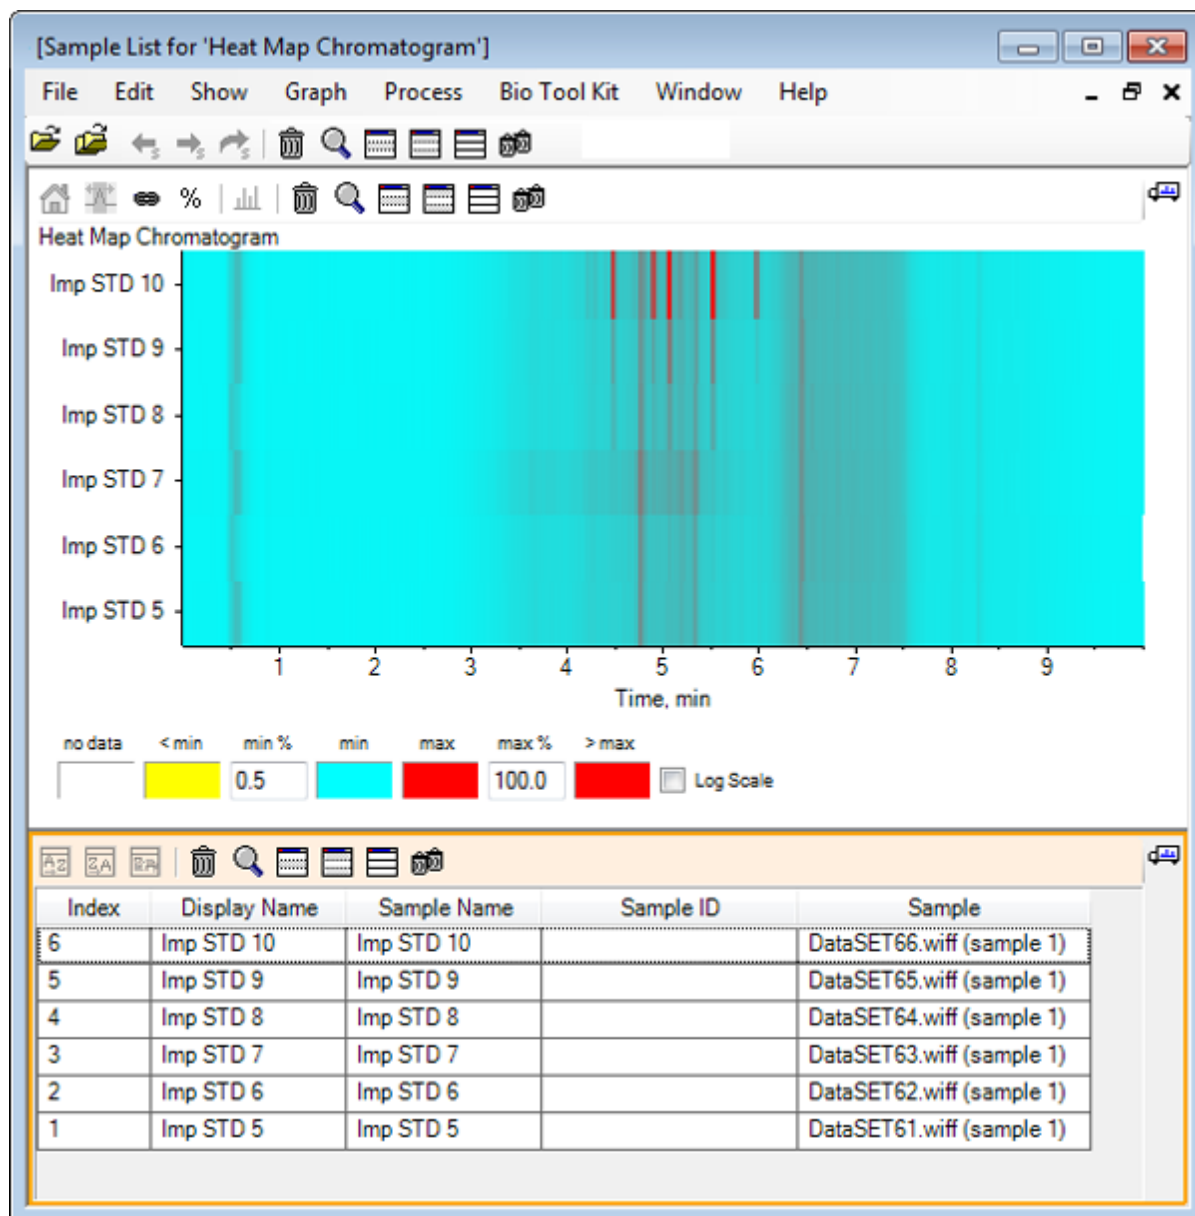 [Sample List for 'Heat Map Chromatogram']
File Edit Show Graph Process Bio Tool Kit Window Help
%
Heat Map Chromatogram
Imp STD 10
Imp STD 9
Imp STD 8
Imp STD 7
Imp STD 6
Imp STD 5
1 2 3 4 5 6 7 8 9
Time, min
no data < min min % min max max % > max
0.5 100.0 Log Scale
Index Display Name Sample Name Sample ID Sample
6 Imp STD 10 Imp STD 10 DataSET66.wiff (sample 1)
5 Imp STD 9 Imp STD 9 DataSET65.wiff (sample 1)
4 Imp STD 8 Imp STD 8 DataSET64.wiff (sample 1)
3 Imp STD 7 Imp STD 7 DataSET63.wiff (sample 1)
2 Imp STD 6 Imp STD 6 DataSET62.wiff (sample 1)
1 Imp STD 5 Imp STD 5 DataSET61.wiff (sample 1)